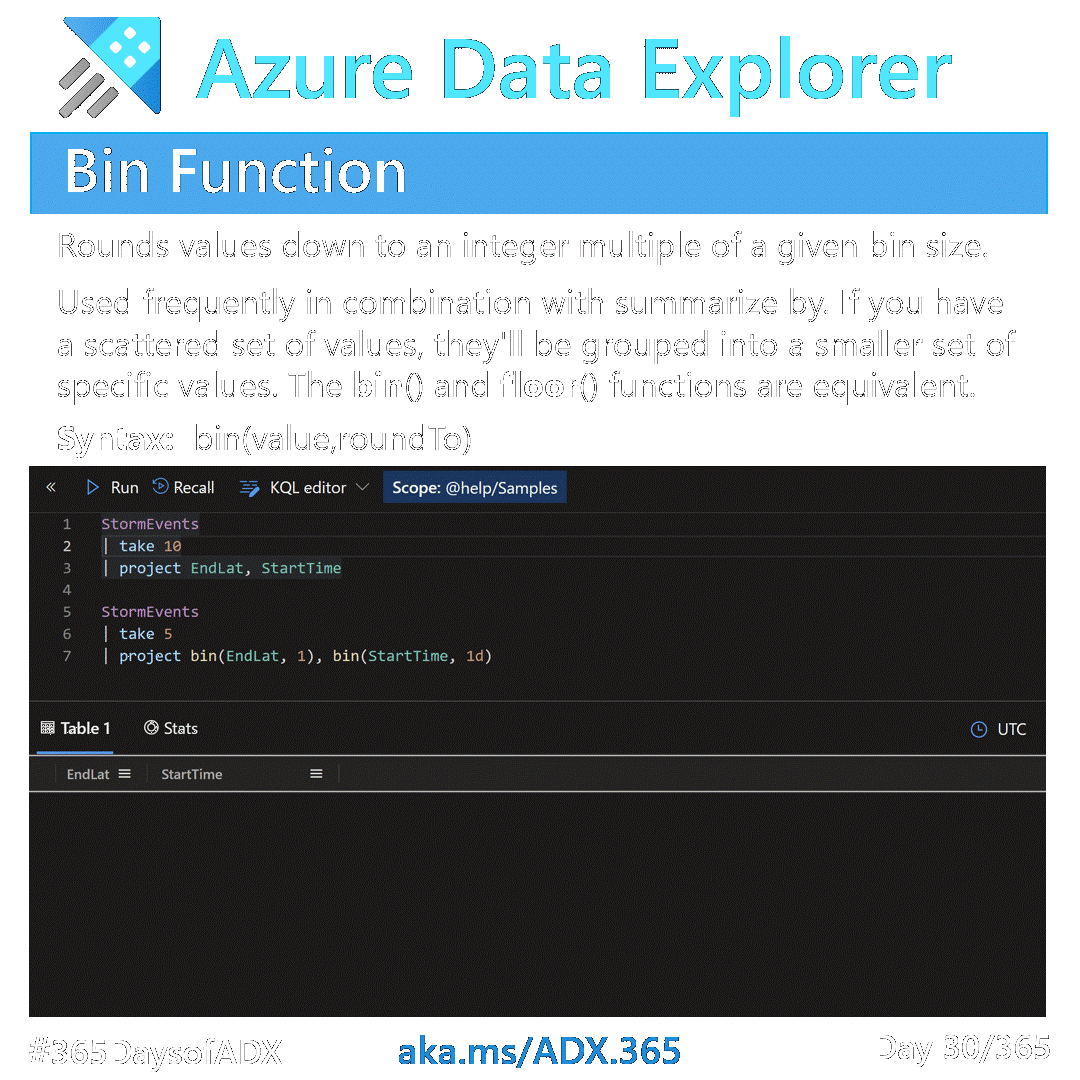 Azure Data Explorer
Bin Function
Rounds values down to an integer multiple of a given bin size.
Used frequently in combination with summarize by. If you have
a scattered set of values, they'll be grouped into a smaller set of
specific values. The bin() and floor() functions are equivalent.
Syntax: bin(value,roundTo)
« Run Recall KQL editor Scope: @help/Samples
1 StormEvents
2 | take 10
3 | project EndLat, StartTime
4
5 StormEvents
6 | take 5
7 | project bin(EndLat, 1), bin(StartTime, 1d)
Table 1 Stats UTC
EndLat StartTime
#365DaysofADX aka.ms/ADX.365 Day 30/365